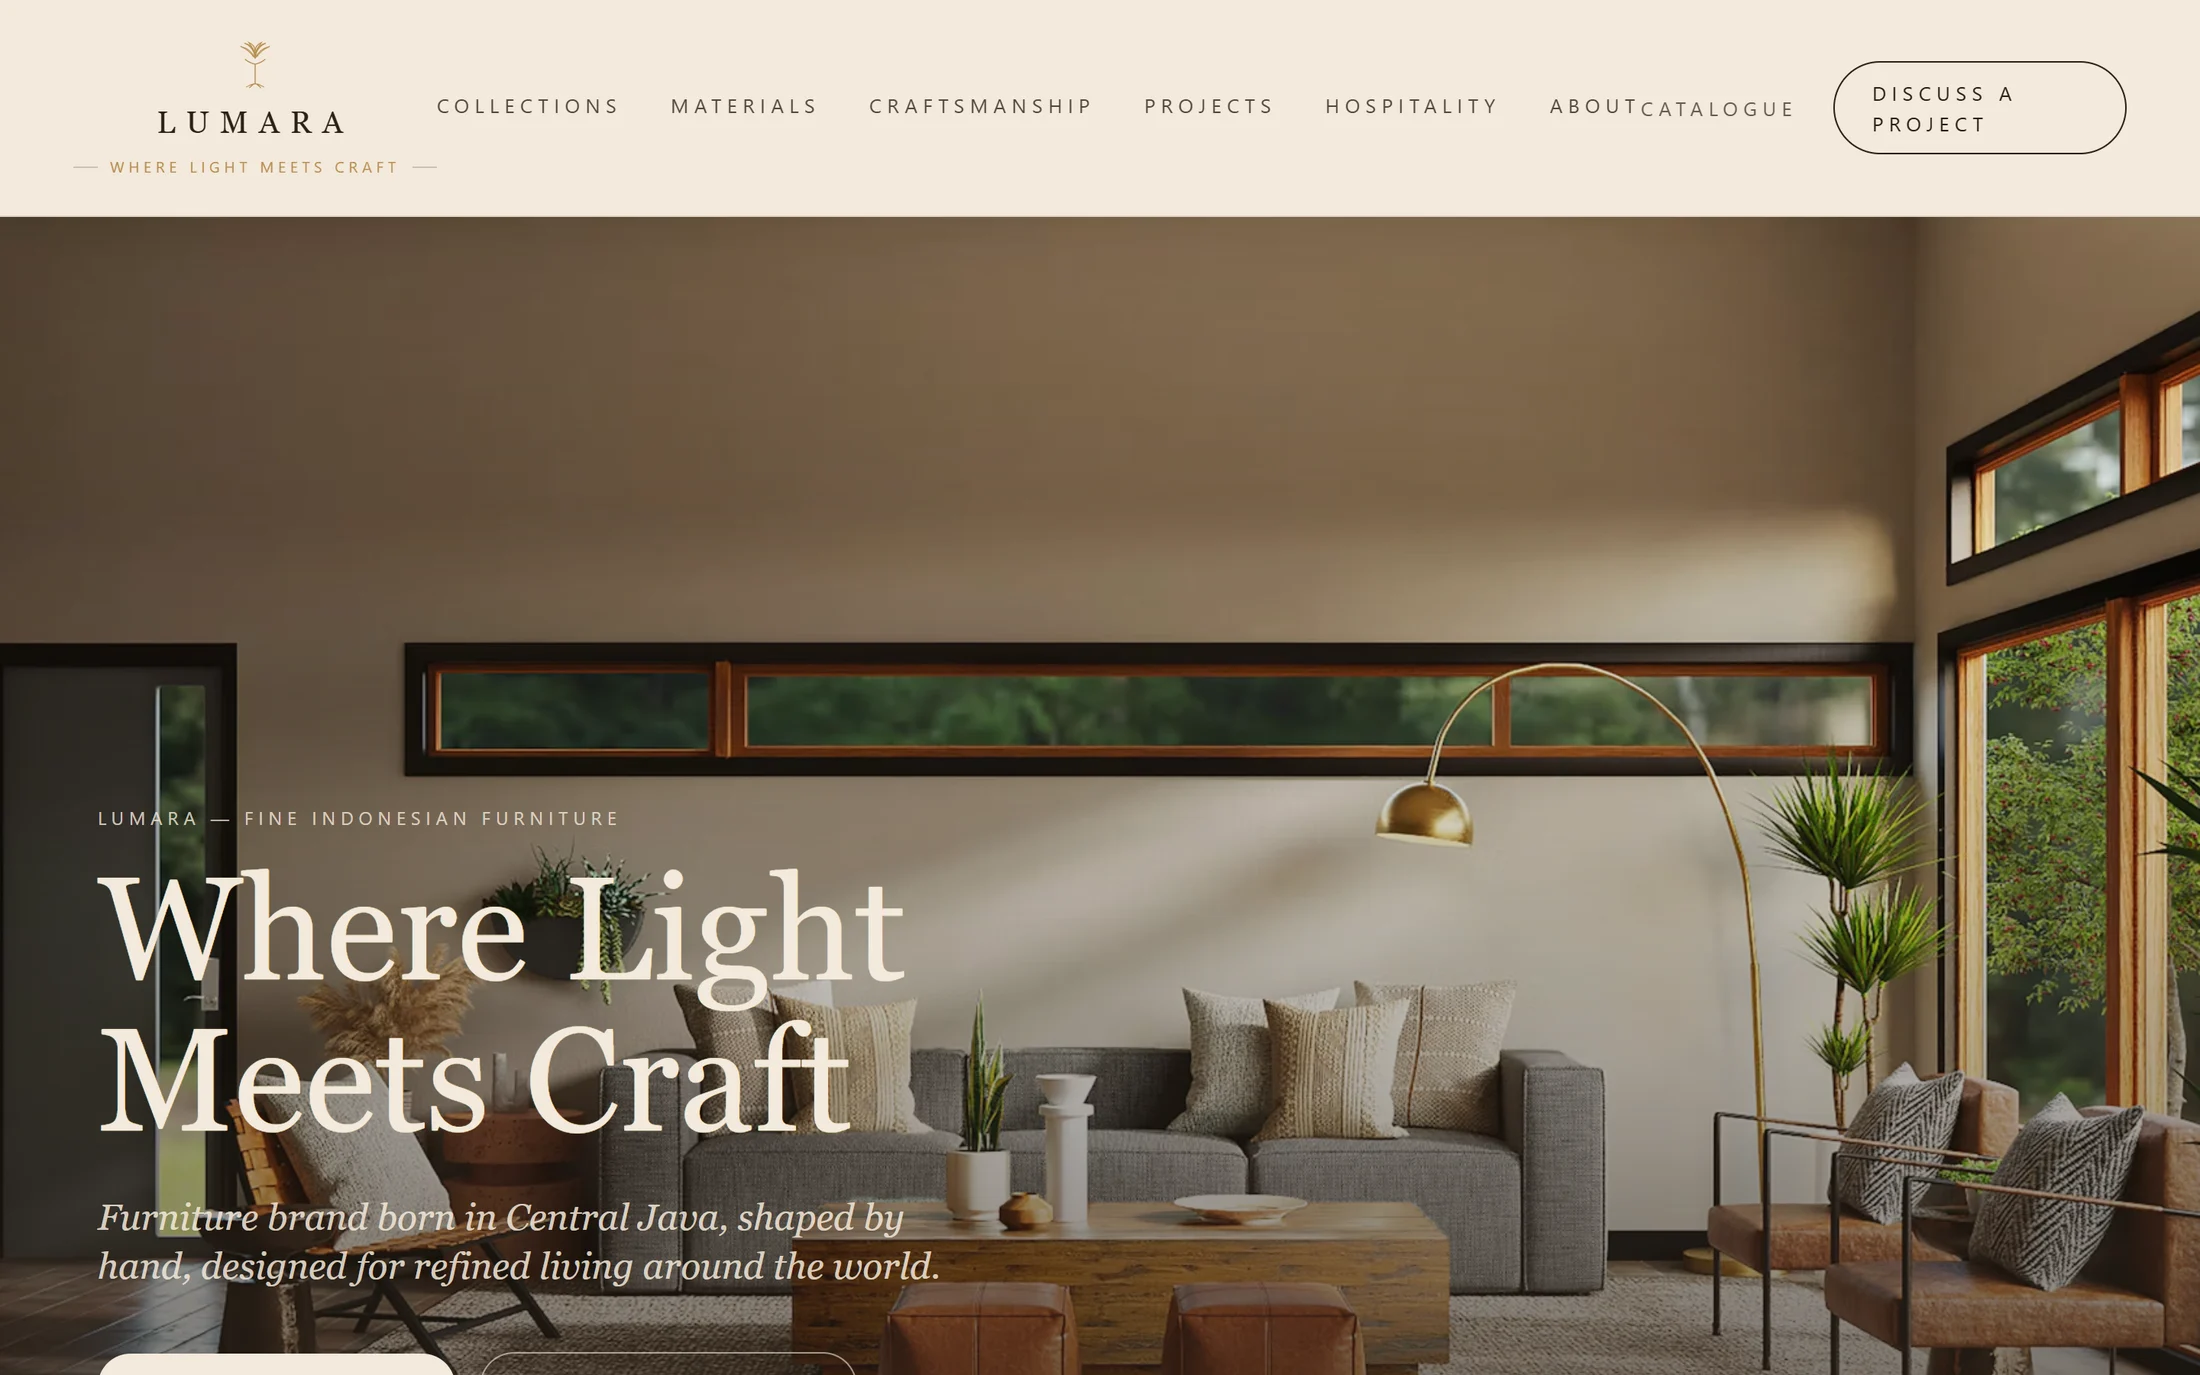 LUMARA
WHERE LIGHT MEETS CRAFT
COLLECTIONS
MATERIALS
CRAFTSMANSHIP
PROJECTS
HOSPITALITY
ABOUT
CATALOGUE
DISCUSS A
PROJECT
LUMARA — FINE INDONESIAN FURNITURE
Where Light
Meets Craft
Furniture brand born in Central Java, shaped by
hand, designed for refined living around the world.